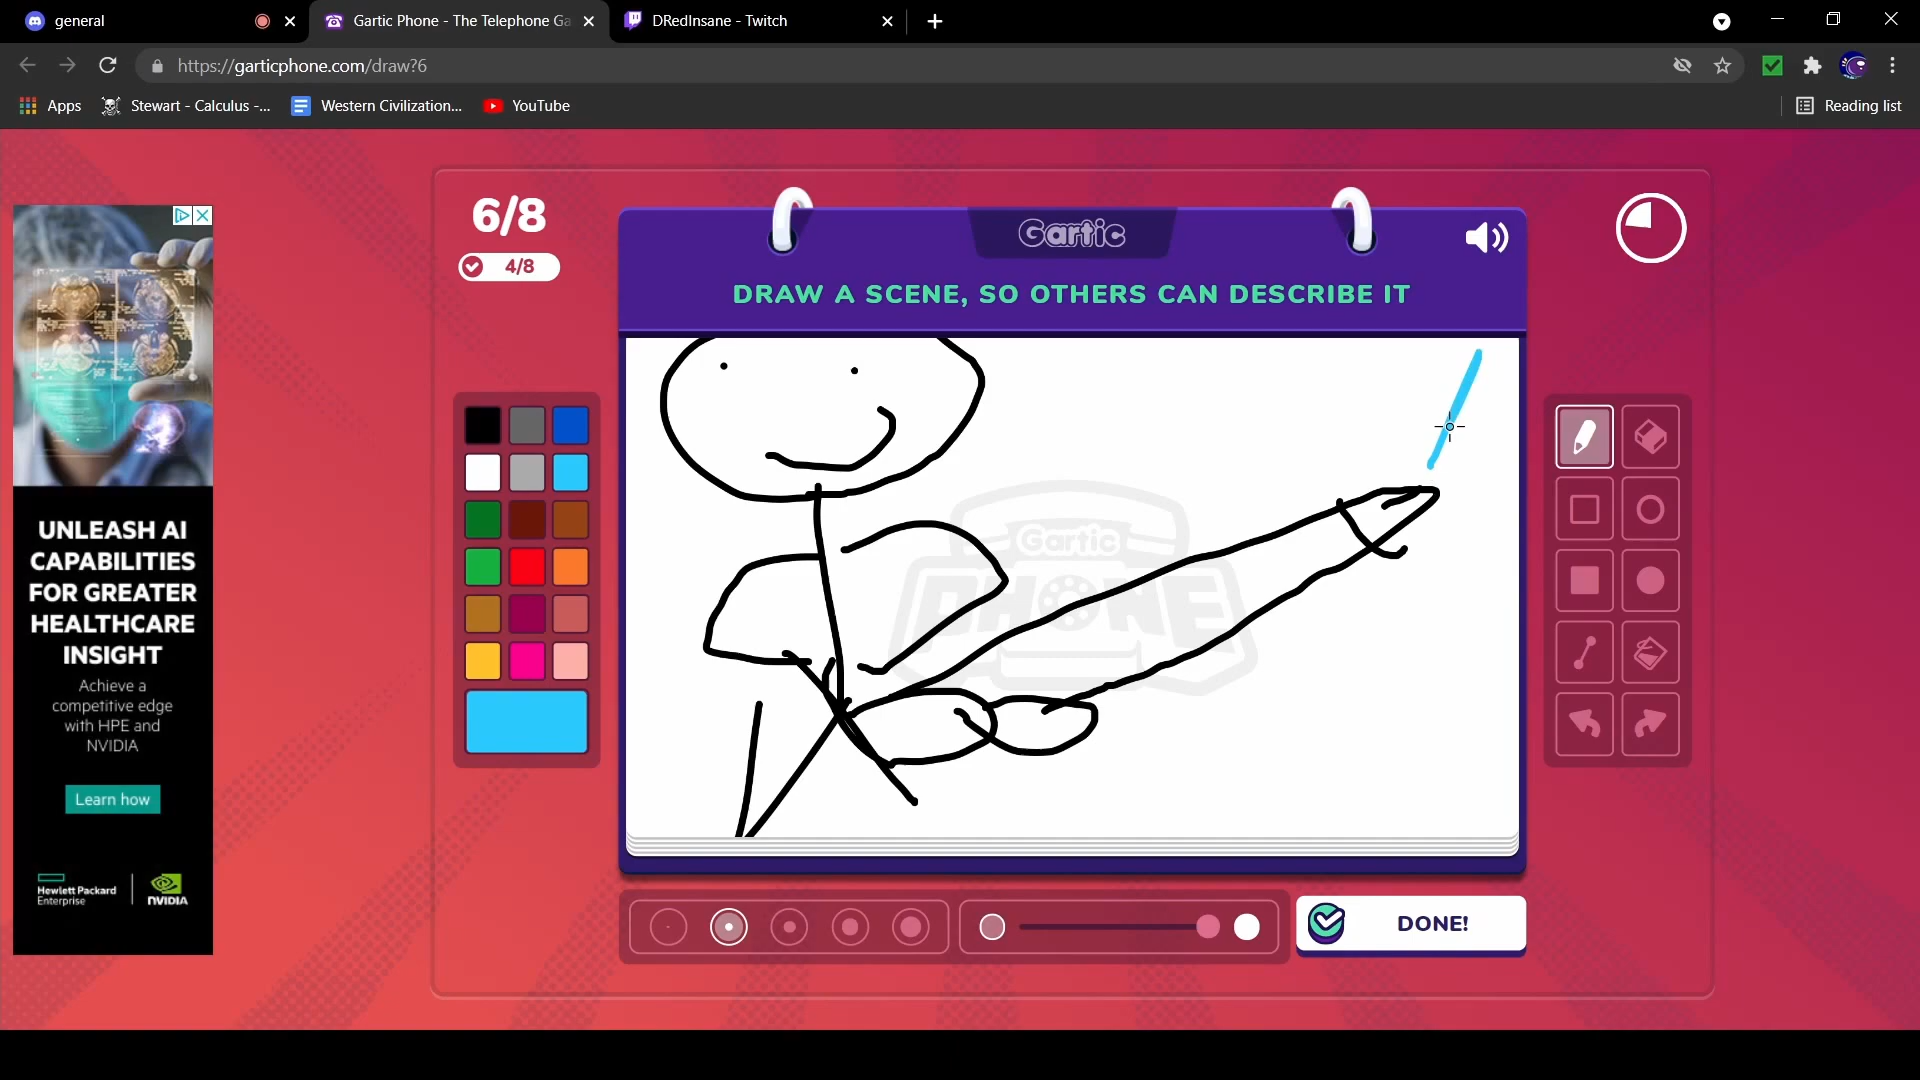 general
Gartic Phone - The Telephone Ga
DRedInsane - Twitch
https://garticphone.com/draw?6
Apps
Stewart - Calculus -...
Western Civilization...
YouTube
Reading list
6/8
4/8
Gartic
DRAW A SCENE, SO OTHERS CAN DESCRIBE IT
Gartic
PHONE
UNLEASH AI
CAPABILITIES
FOR GREATER
HEALTHCARE
INSIGHT
Achieve a
competitive edge
with HPE and
NVIDIA
Learn how
Hewlett Packard
Enterprise
NVIDIA
DONE!